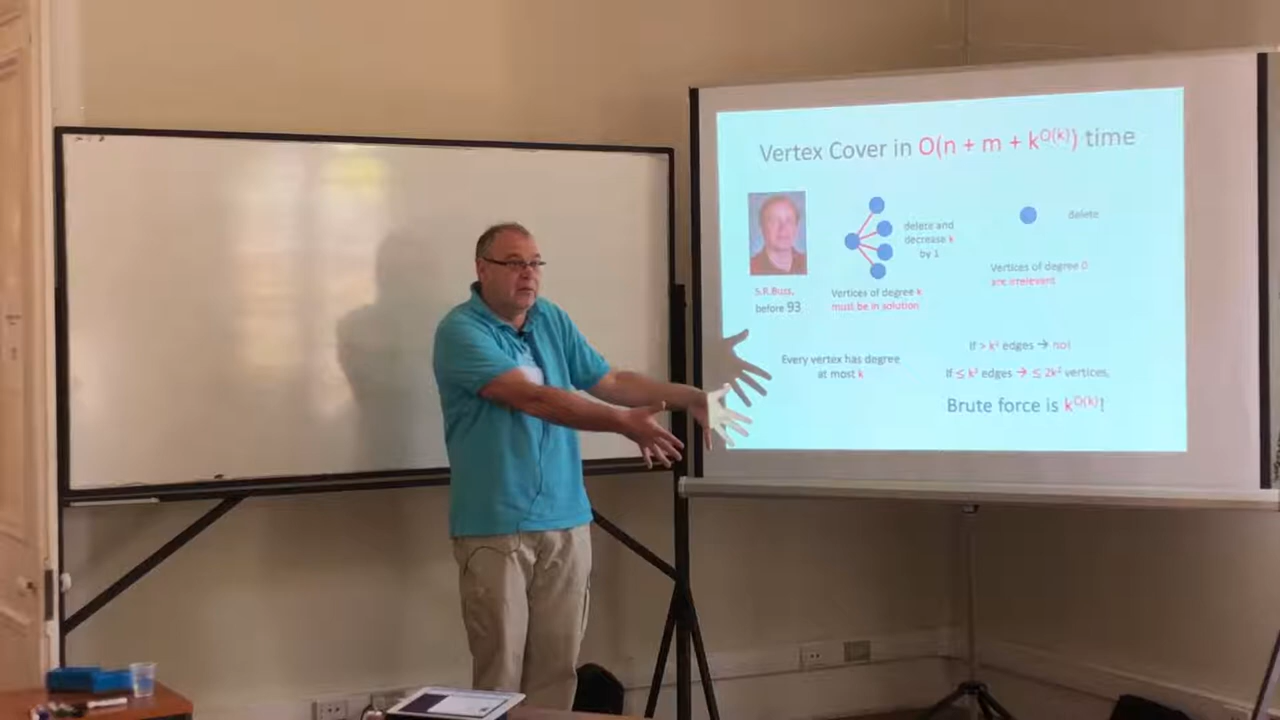 Vertex Cover in O(n + m + k^O(k)) time
delete and
decrease k
by 1
delete
S.R.Buss,
before 93
Vertices of degree k
must be in solution
Vertices of degree 0
are irrelevant
Every vertex has degree
at most k
If > k² edges → no!
If ≤ k² edges → ≤ 2k² vertices,
Brute force is k^O(k)!